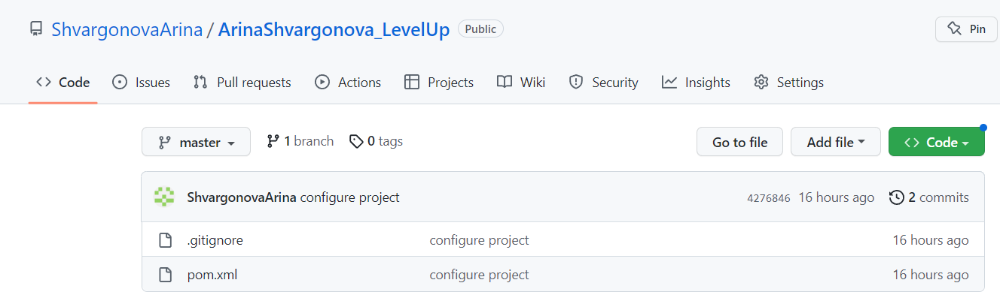 ShvargonovaArina / ArinaShvargonova_LevelUp Public Pin
Code Issues Pull requests Actions Projects Wiki Security Insights Settings
master 1 branch 0 tags Go to file Add file Code
ShvargonovaArina configure project 4276846 16 hours ago 2 commits
.gitignore configure project 16 hours ago
pom.xml configure project 16 hours ago